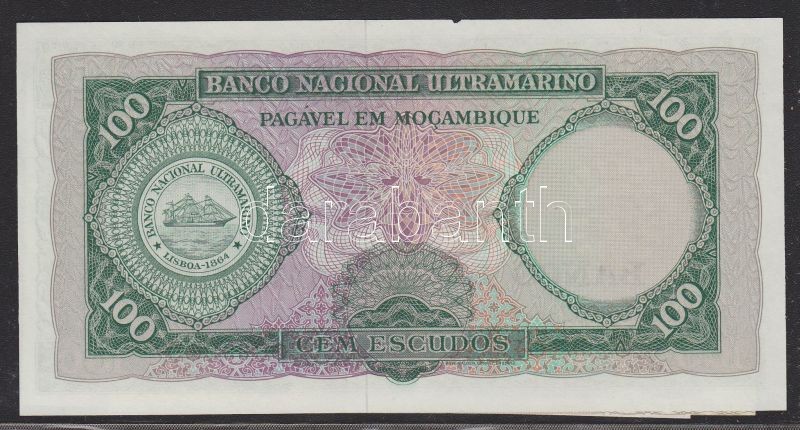 BANCO NACIONAL ULTRAMARINO
PAGÁVEL EM MOÇAMBIQUE
100
100
BANCO NACIONAL ULTRAMARINO
LISBOA-1864
darabanth
100
100
CEM ESCUDOS